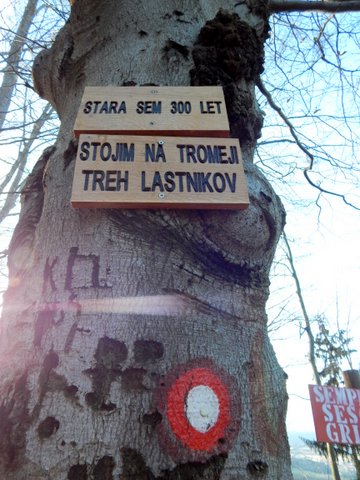 STARA SEM 300 LET
STOJIM NA TROMEJI
TREH LASTNIKOV